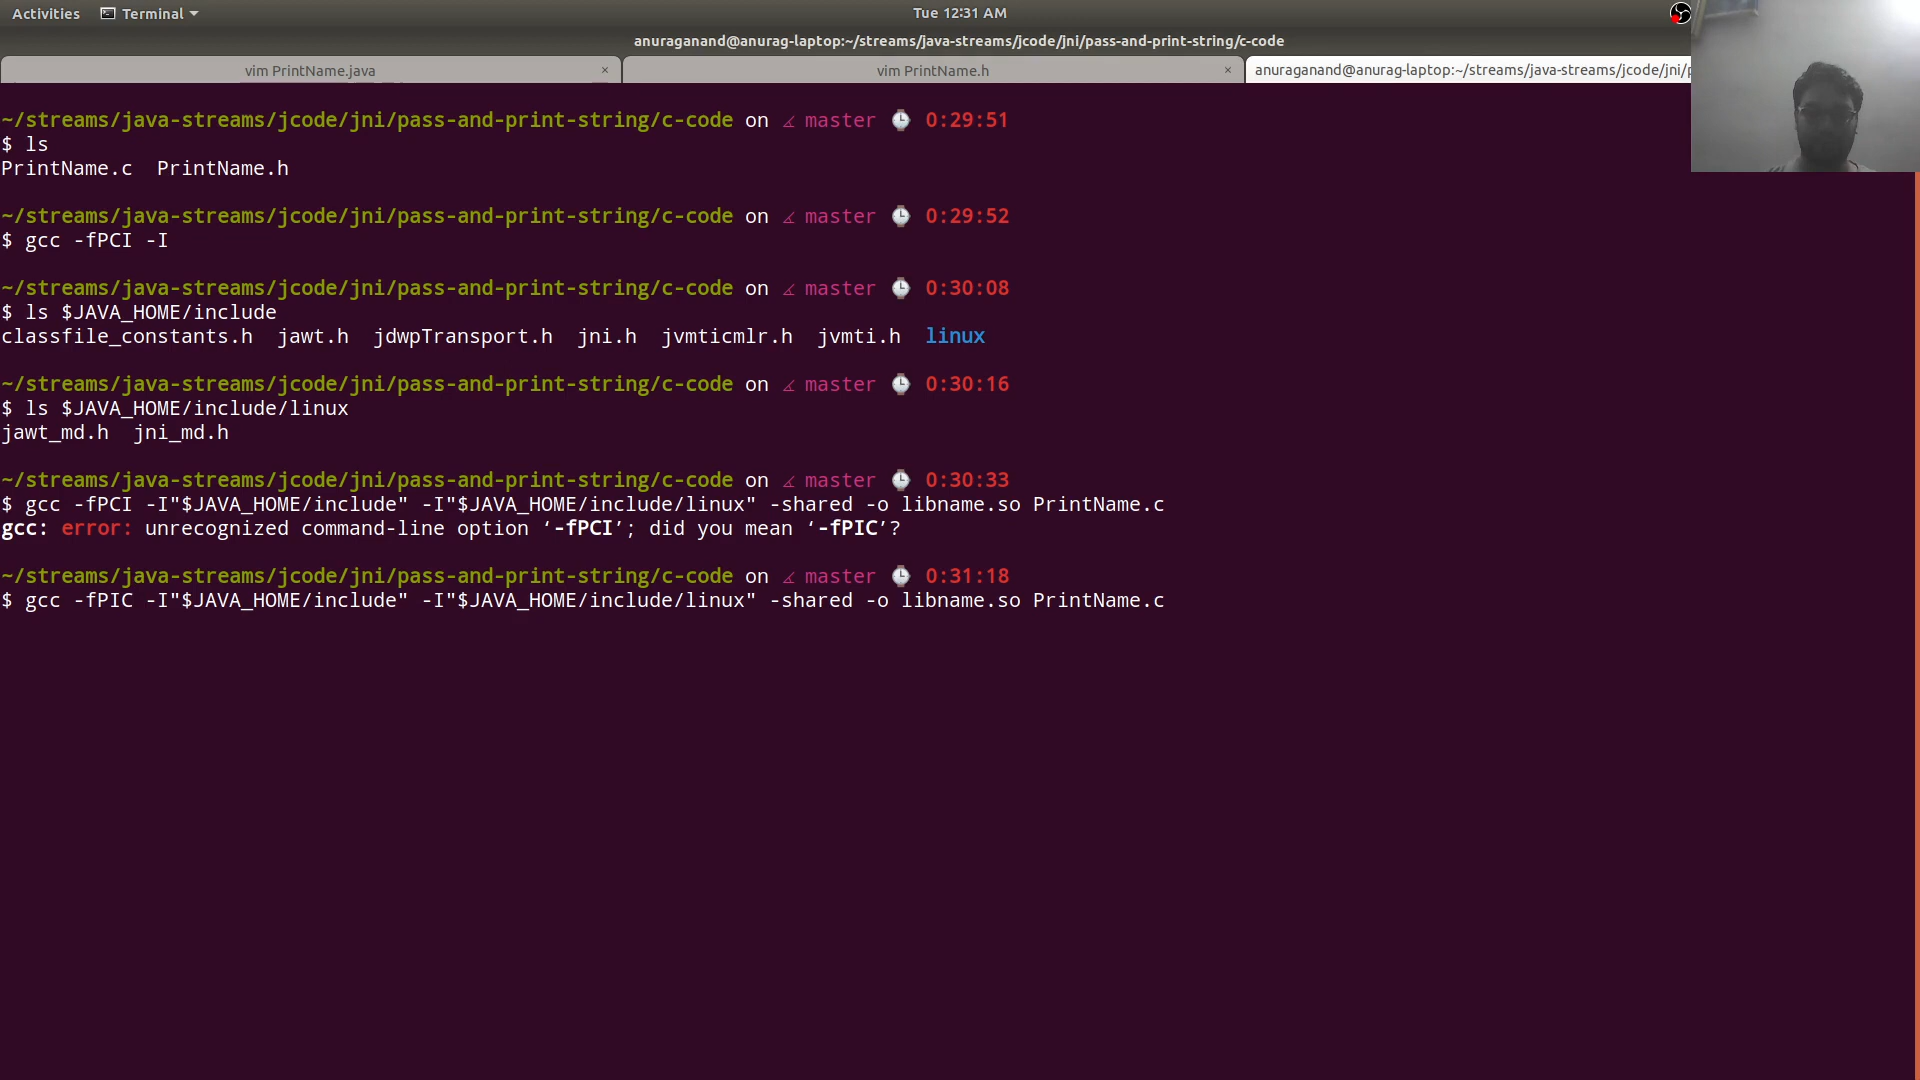 Activities Terminal Tue 12:31 AM
anuraganand@anurag-laptop:~/streams/java-streams/jcode/jni/pass-and-print-string/c-code
vim PrintName.java × vim PrintName.h × anuraganand@anurag-laptop:~/streams/java-streams/jcode/jni/p
~/streams/java-streams/jcode/jni/pass-and-print-string/c-code on master 0:29:51
$ ls
PrintName.c PrintName.h
~/streams/java-streams/jcode/jni/pass-and-print-string/c-code on master 0:29:52
$ gcc -fPCI -I
~/streams/java-streams/jcode/jni/pass-and-print-string/c-code on master 0:30:08
$ ls $JAVA_HOME/include
classfile_constants.h jawt.h jdwpTransport.h jni.h jvmticmlr.h jvmti.h linux
~/streams/java-streams/jcode/jni/pass-and-print-string/c-code on master 0:30:16
$ ls $JAVA_HOME/include/linux
jawt_md.h jni_md.h
~/streams/java-streams/jcode/jni/pass-and-print-string/c-code on master 0:30:33
$ gcc -fPCI -I"$JAVA_HOME/include" -I"$JAVA_HOME/include/linux" -shared -o libname.so PrintName.c
gcc: error: unrecognized command-line option ‘-fPCI’; did you mean ‘-fPIC’?
~/streams/java-streams/jcode/jni/pass-and-print-string/c-code on master 0:31:18
$ gcc -fPIC -I"$JAVA_HOME/include" -I"$JAVA_HOME/include/linux" -shared -o libname.so PrintName.c